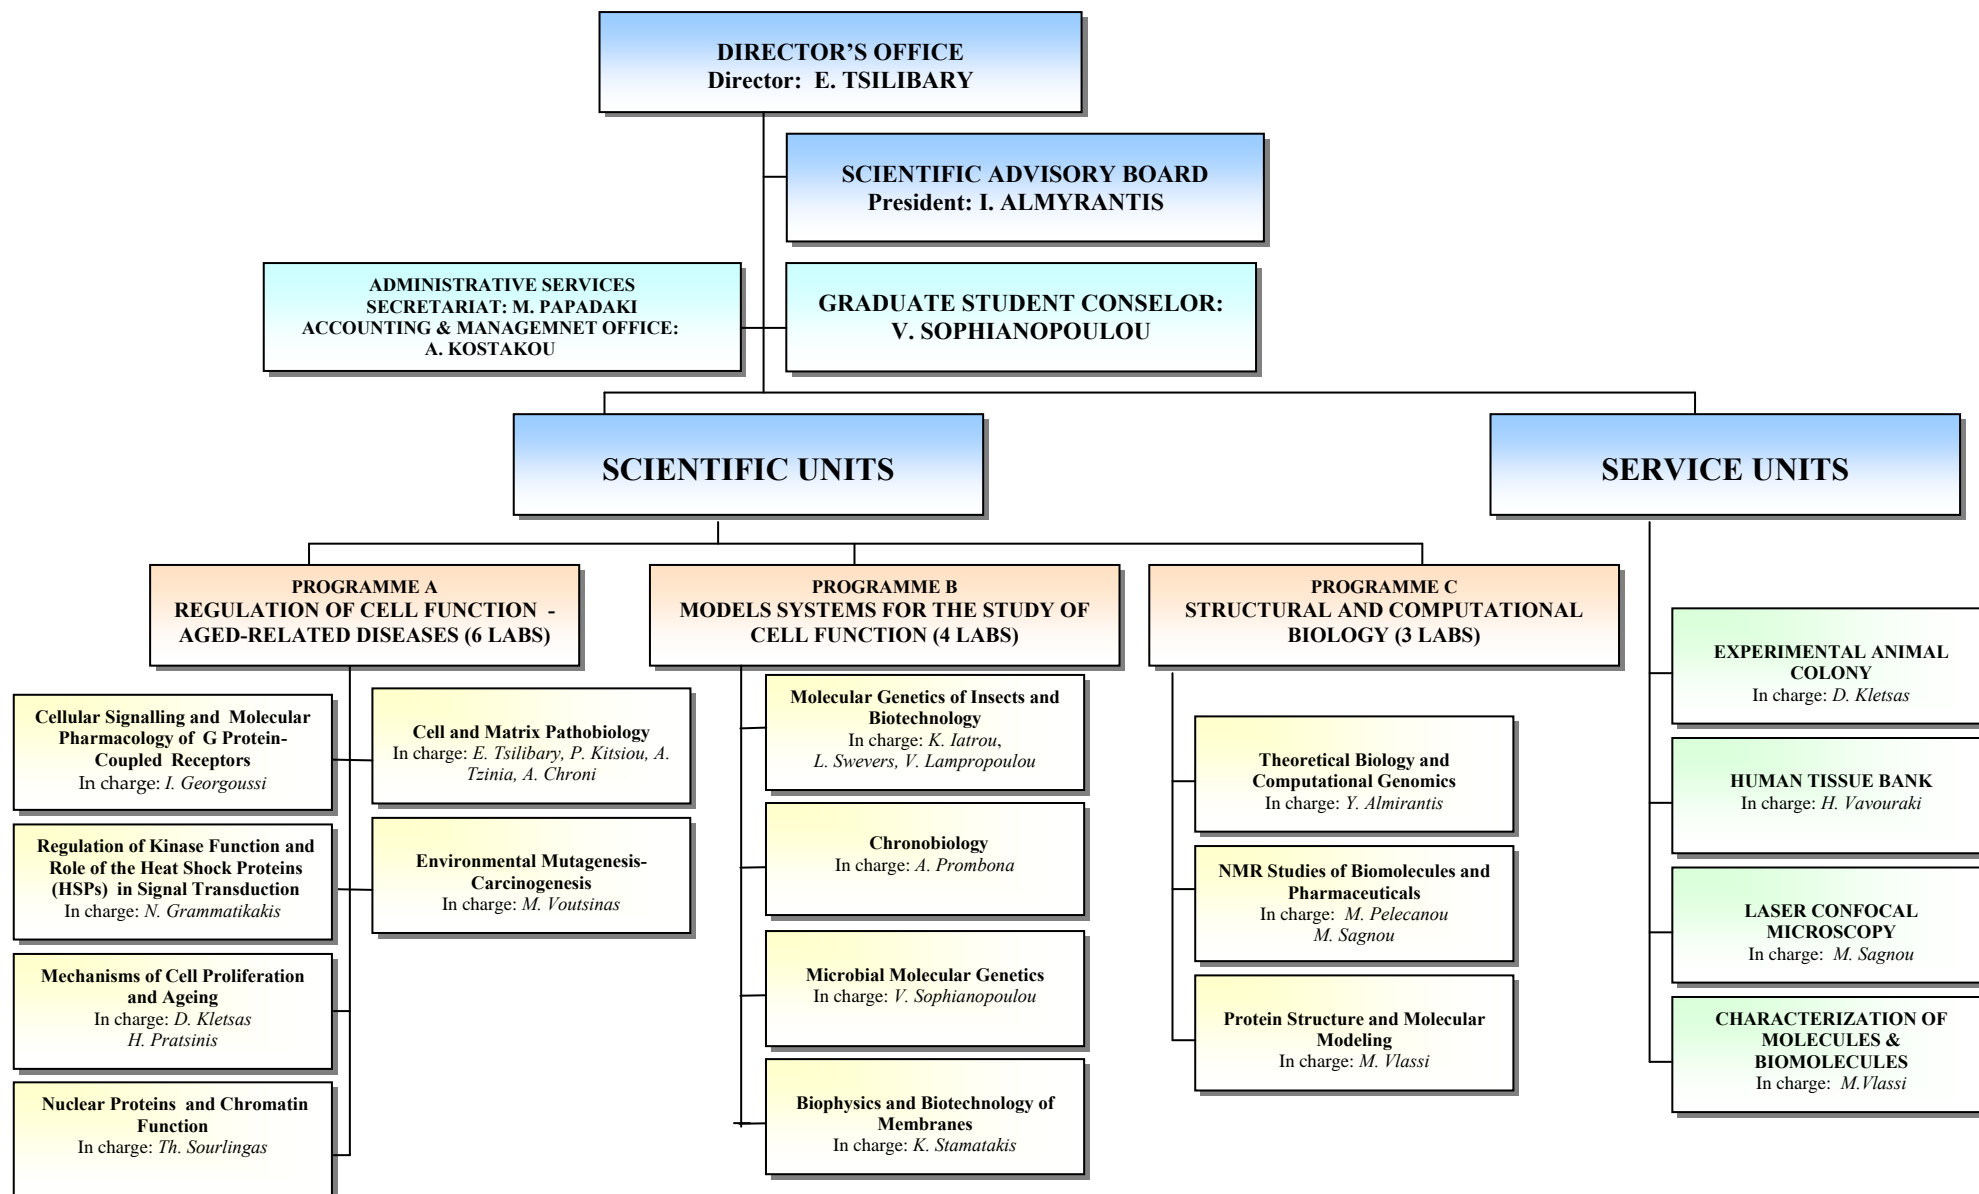 DIRECTOR’S OFFICE
Director:  E. TSILIBARY
SCIENTIFIC ADVISORY BOARD
President: I. ALMYRANTIS
ADMINISTRATIVE SERVICES
SECRETARIAT: M. PAPADAKI
ACCOUNTING & MANAGEMNET OFFICE:
A. KOSTAKOU
GRADUATE STUDENT CONSELOR:
V. SOPHIANOPOULOU
SCIENTIFIC UNITS
SERVICE UNITS
PROGRAMME A
REGULATION OF CELL FUNCTION  -
AGED-RELATED DISEASES (6 LABS)
PROGRAMME B
MODELS SYSTEMS FOR THE STUDY OF
CELL FUNCTION (4 LABS)
PROGRAMME C
STRUCTURAL AND COMPUTATIONAL
BIOLOGY (3 LABS)
Cellular Signalling and  Molecular
Pharmacology of  G Protein-
Coupled  Receptors
In charge: I. Georgoussi
Regulation of Kinase Function and
Role of the Heat Shock Proteins
(HSPs)  in Signal Transduction
In charge: N. Grammatikakis
Mechanisms of Cell Proliferation
and Ageing
In charge: D. Kletsas
H. Pratsinis
Nuclear Proteins  and Chromatin
Function
In charge: Th. Sourlingas
Cell and Matrix Pathobiology
In charge: E. Tsilibary, P. Kitsiou, A.
Tzinia, A. Chroni
Environmental Mutagenesis-
Carcinogenesis
In charge: M. Voutsinas
Molecular Genetics of Insects and
Biotechnology
In charge: K. Iatrou,
L. Swevers, V. Lampropoulou
Chronobiology
In charge: A. Prombona
Microbial Molecular Genetics
In charge: V. Sophianopoulou
Biophysics and Biotechnology of
Membranes
In charge: K. Stamatakis
Theoretical Biology and
Computational Genomics
In charge: Y. Almirantis
NMR Studies of Biomolecules and
Pharmaceuticals
In charge:  M. Pelecanou
M. Sagnou
Protein Structure and Molecular
Modeling
In charge: M. Vlassi
EXPERIMENTAL ANIMAL
COLONY
In charge: D. Kletsas
HUMAN TISSUE BANK
In charge: H. Vavouraki
LASER CONFOCAL
MICROSCOPY
In charge:  M. Sagnou
CHARACTERIZATION OF
MOLECULES &
BIOMOLECULES
In charge:  M.Vlassi